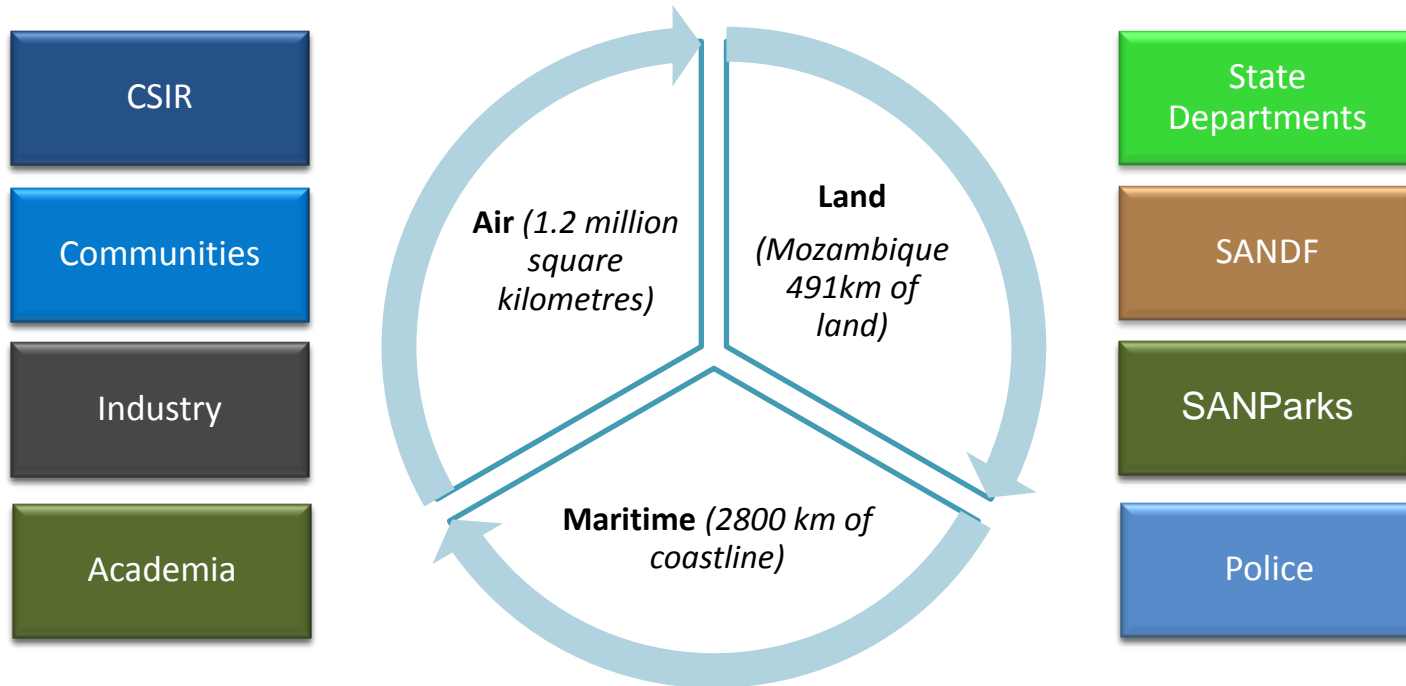 CSIR
Communities
Industry
Academia
Air (1.2 million
square
kilometres)
Land
(Mozambique
491km of
land)
Maritime (2800 km of
coastline)
State
Departments
SANDF
SANParks
Police